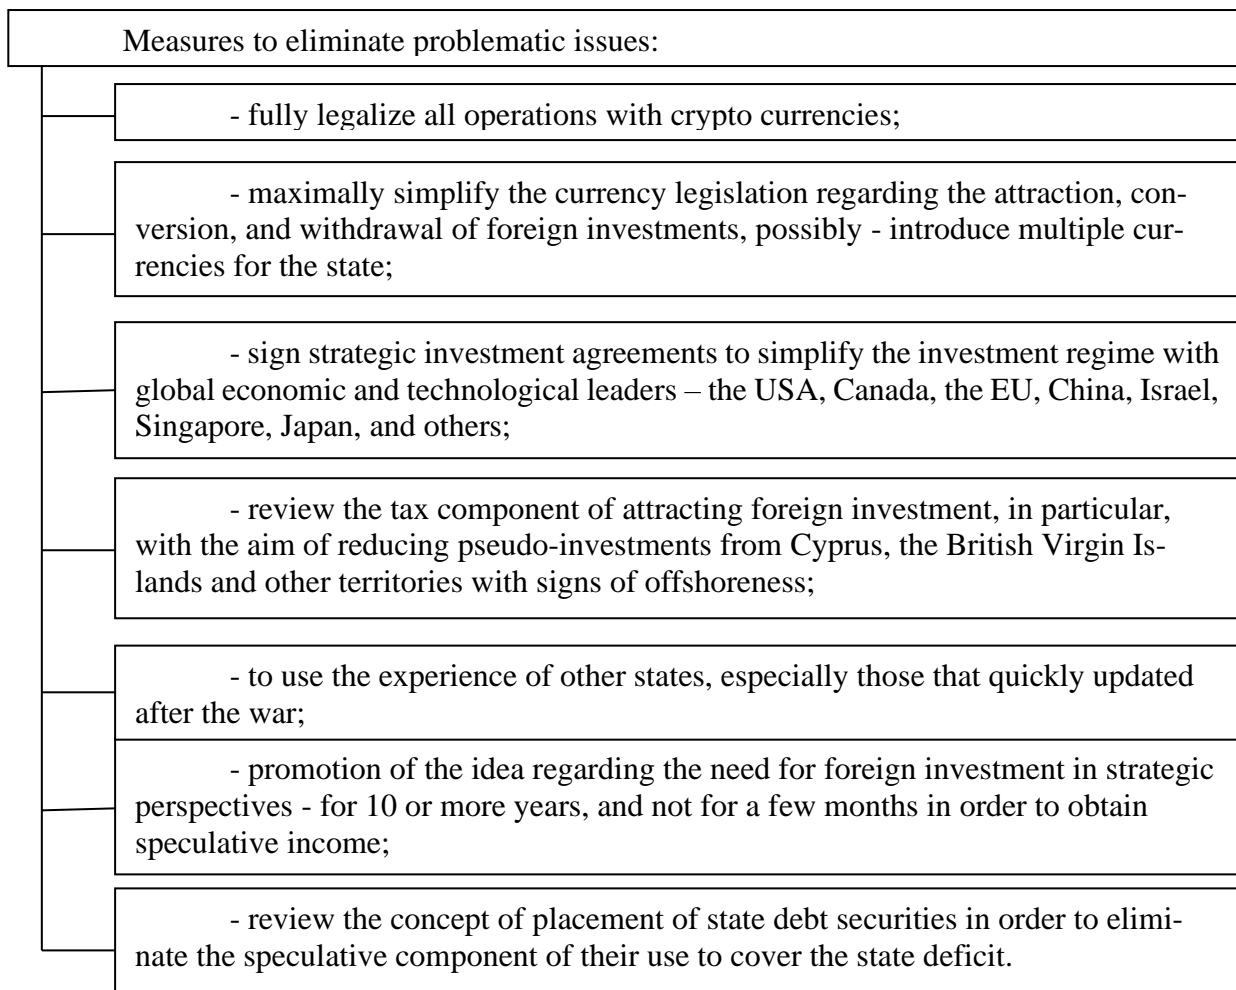 Measures to eliminate problematic issues:
- fully legalize all operations with crypto currencies;
- maximally simplify the currency legislation regarding the attraction, con-
version, and withdrawal of foreign investments, possibly - introduce multiple cur-
rencies for the state;
- sign strategic investment agreements to simplify the investment regime with
global economic and technological leaders – the USA, Canada, the EU, China, Israel,
Singapore, Japan, and others;
- review the tax component of attracting foreign investment, in particular,
with the aim of reducing pseudo-investments from Cyprus, the British Virgin Is-
lands and other territories with signs of offshoreness;
- to use the experience of other states, especially those that quickly updated
after the war;
- promotion of the idea regarding the need for foreign investment in strategic
perspectives - for 10 or more years, and not for a few months in order to obtain
speculative income;
- review the concept of placement of state debt securities in order to elimi-
nate the speculative component of their use to cover the state deficit.